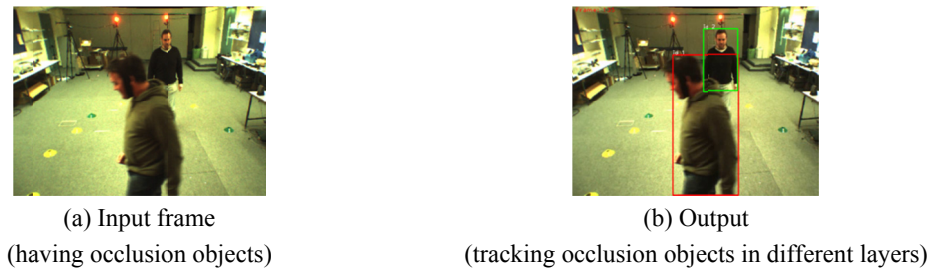 (a) Input frame
(having occlusion objects)
(b) Output
(tracking occlusion objects in different layers)